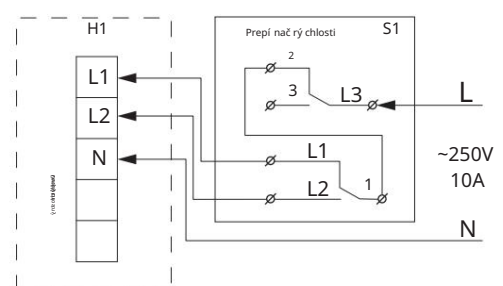 H1
S1
Prepí nač rý chlosti
2
L1
3
L3
L
L2
L1
~250V
N
10A
L2
1
N